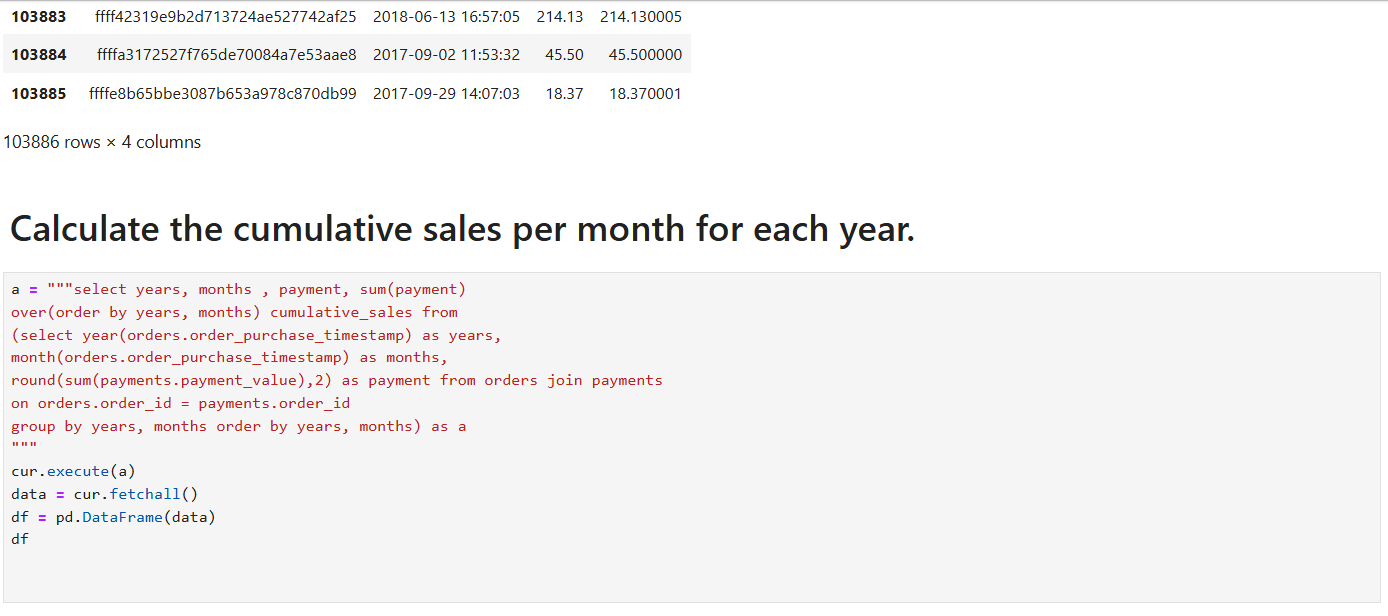 103883 ffff42319e9b2d713724ae527742af25 2018-06-13 16:57:05 214.13 214.130005
103884 ffffa3172527f765de70084a7e53aae8 2017-09-02 11:53:32 45.50 45.500000
103885 ffffe8b65bbe3087b653a978c870db99 2017-09-29 14:07:03 18.37 18.370001
103886 rows × 4 columns
Calculate the cumulative sales per month for each year.
a = """select years, months , payment, sum(payment)
over(order by years, months) cumulative_sales from
(select year(orders.order_purchase_timestamp) as years,
month(orders.order_purchase_timestamp) as months,
round(sum(payments.payment_value),2) as payment from orders join payments
on orders.order_id = payments.order_id
group by years, months order by years, months) as a
"""
cur.execute(a)
data = cur.fetchall()
df = pd.DataFrame(data)
df